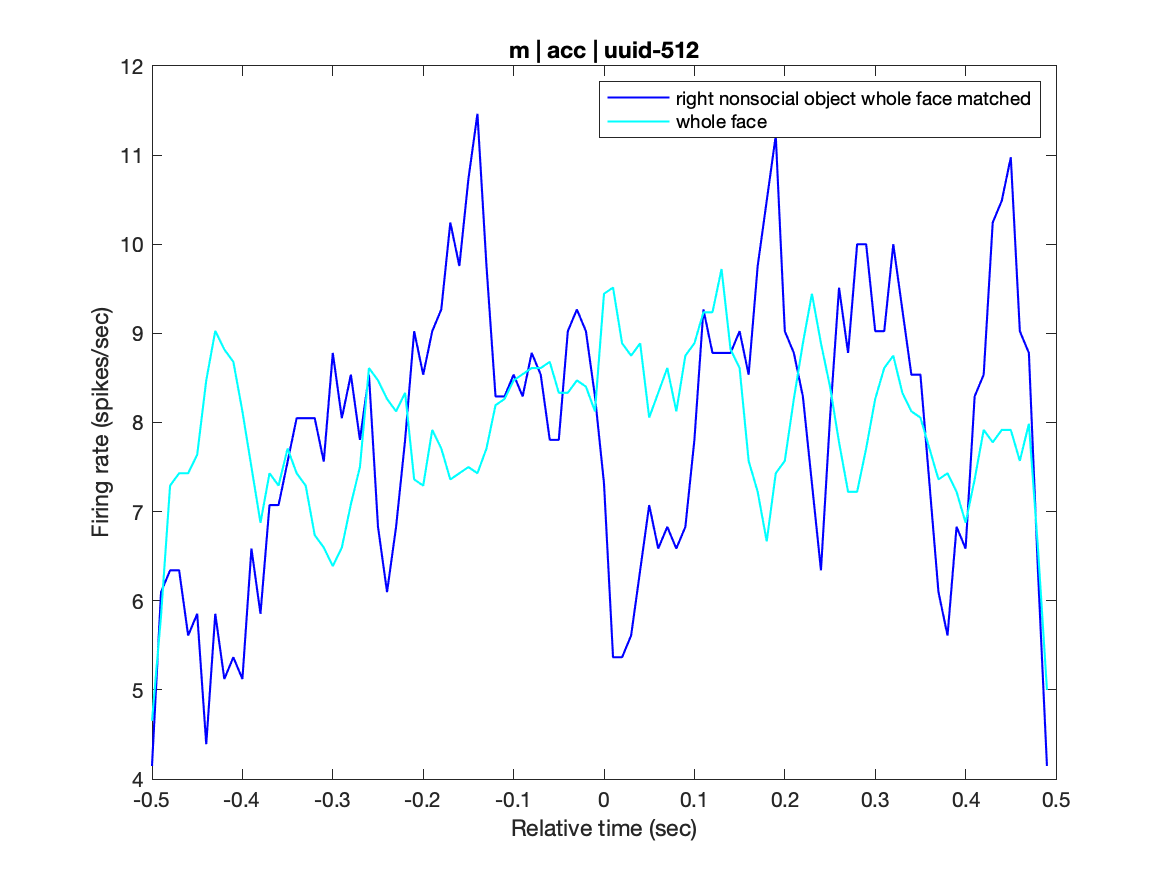 m | acc | uuid-512
right nonsocial object whole face matched
whole face
Firing rate (spikes/sec)
12
11
10
9
8
7
6
5
4
-0.5 -0.4 -0.3 -0.2 -0.1 0 0.1 0.2 0.3 0.4 0.5
Relative time (sec)